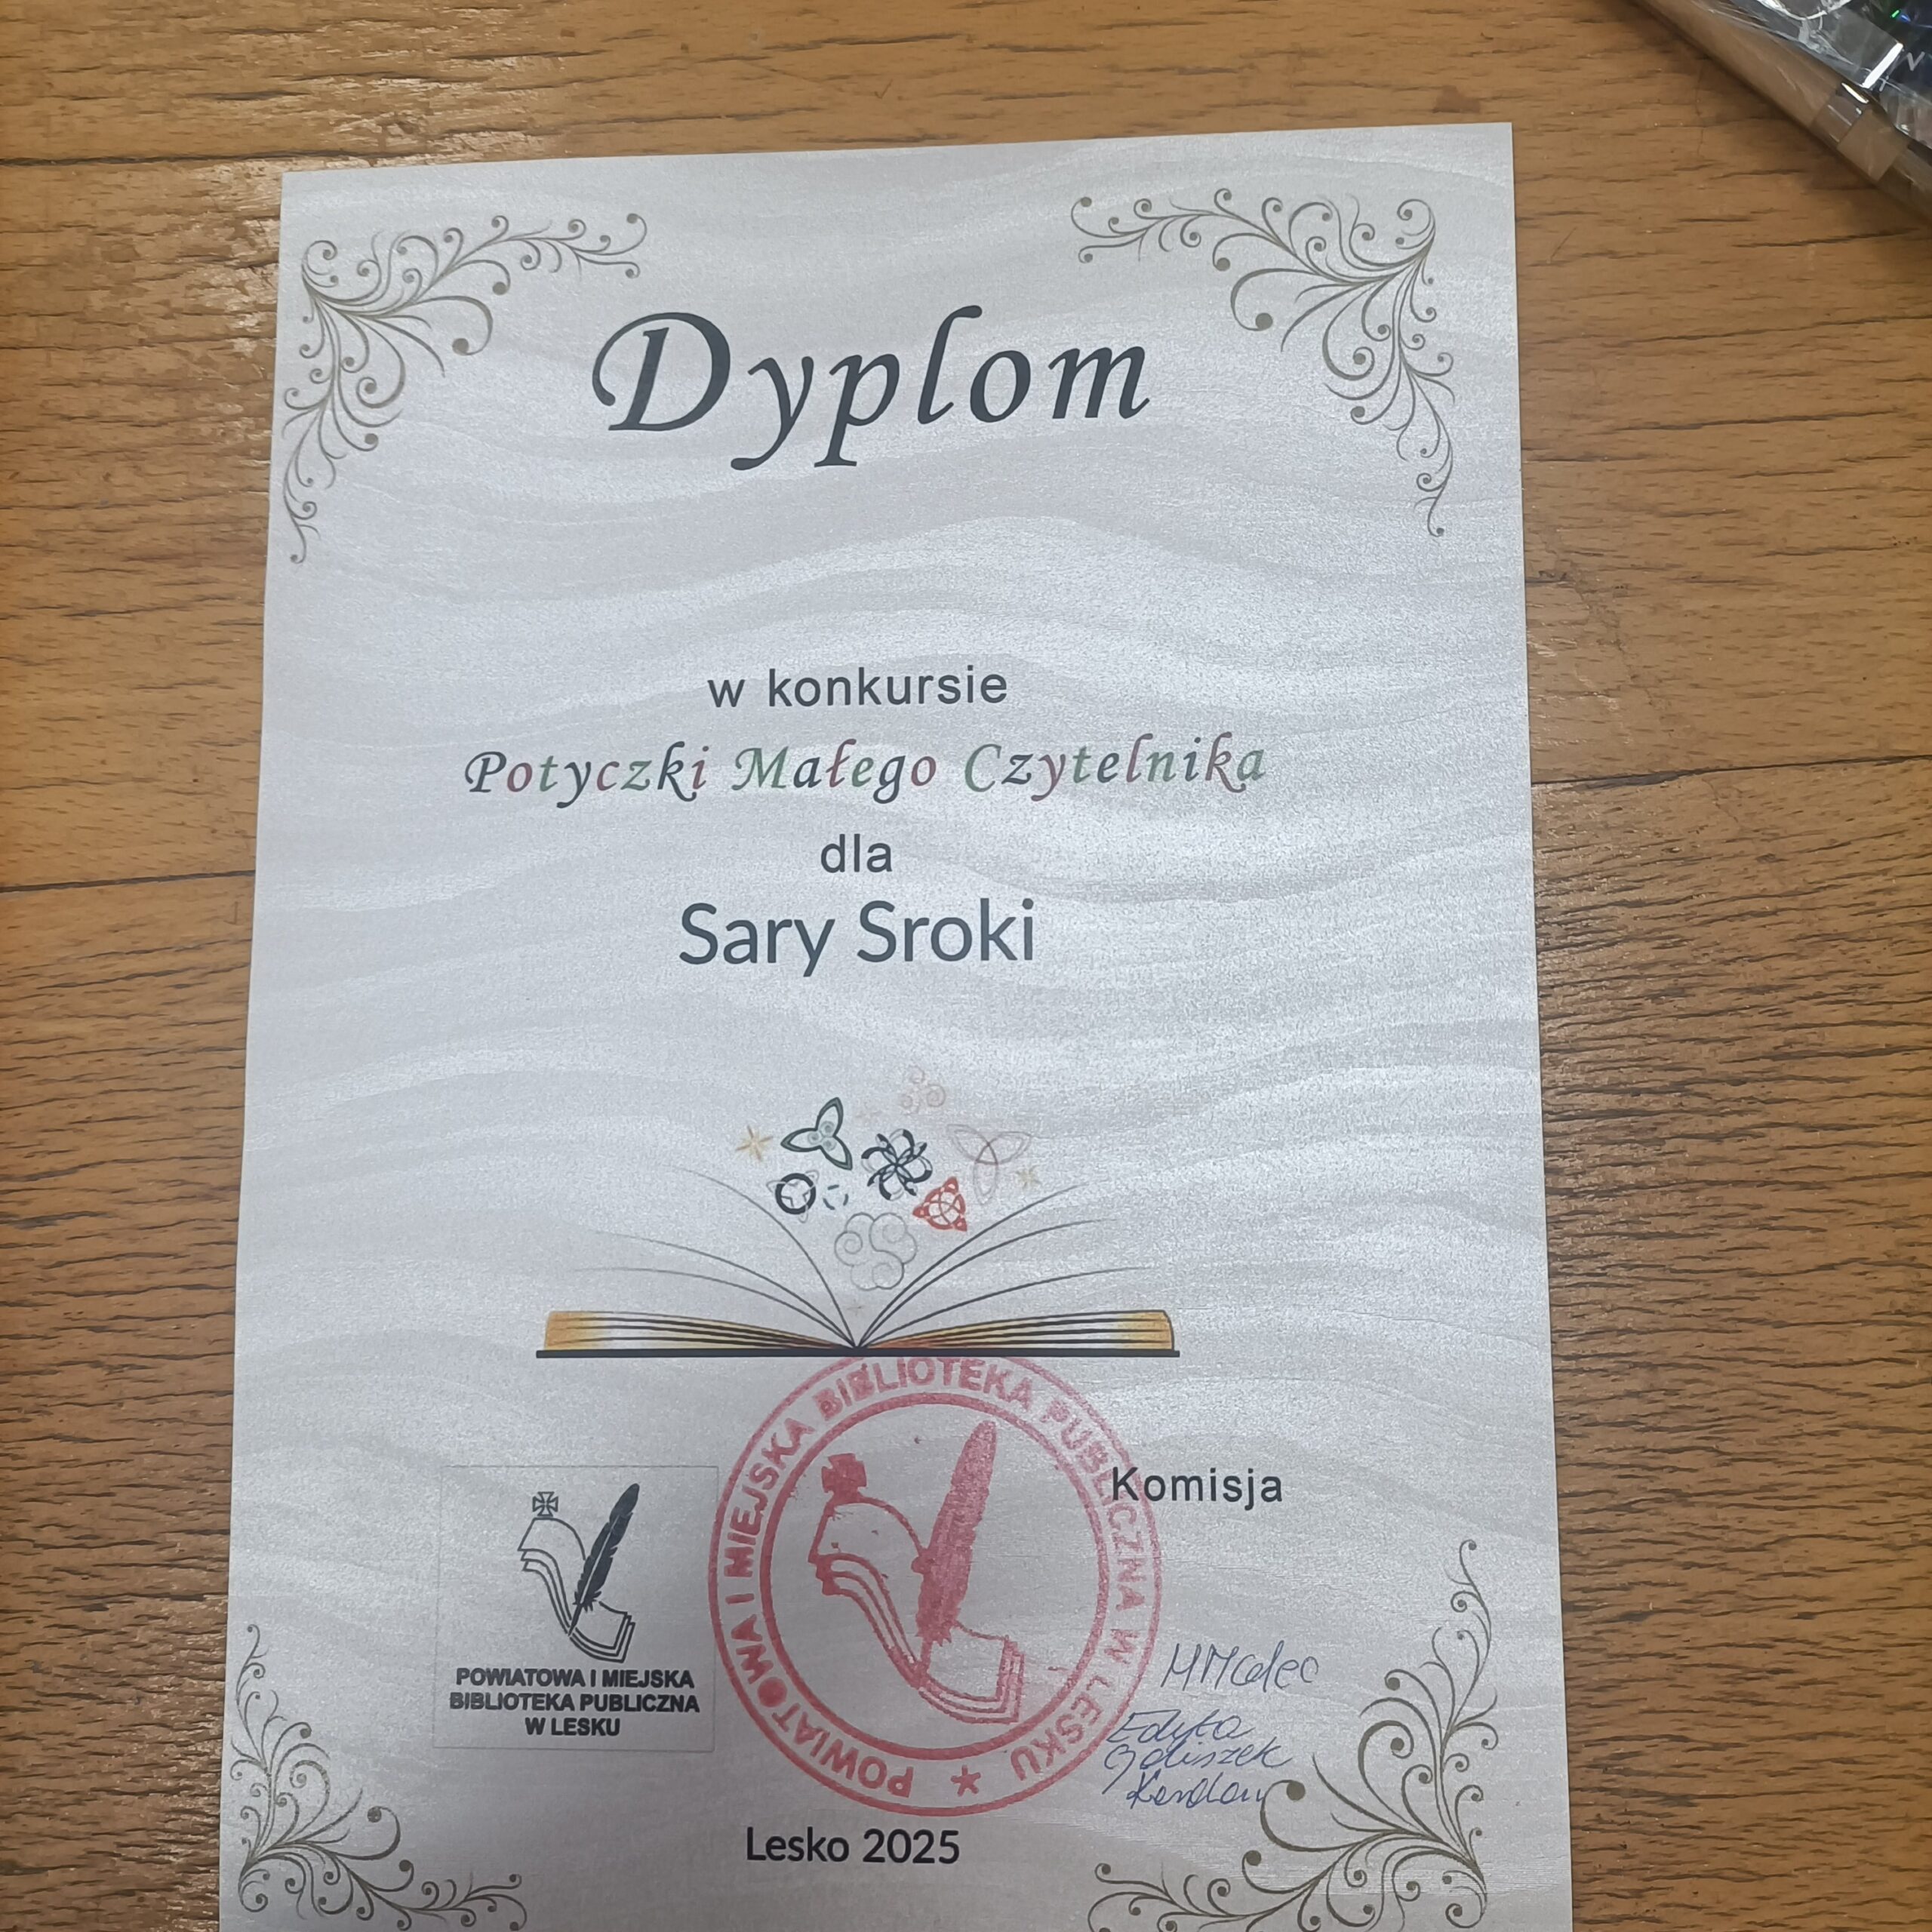 Dyplom
w konkursie
Potyczki Małego Czytelnika
dla
Sary Sroki
POWIATOWA I MIEJSKA BIBLIOTEKA PUBLICZNA W LESKU
Komisja
POWIATOWA I MIEJSKA
BIBLIOTEKA PUBLICZNA
W LESKU
Edyta
Lesko 2025